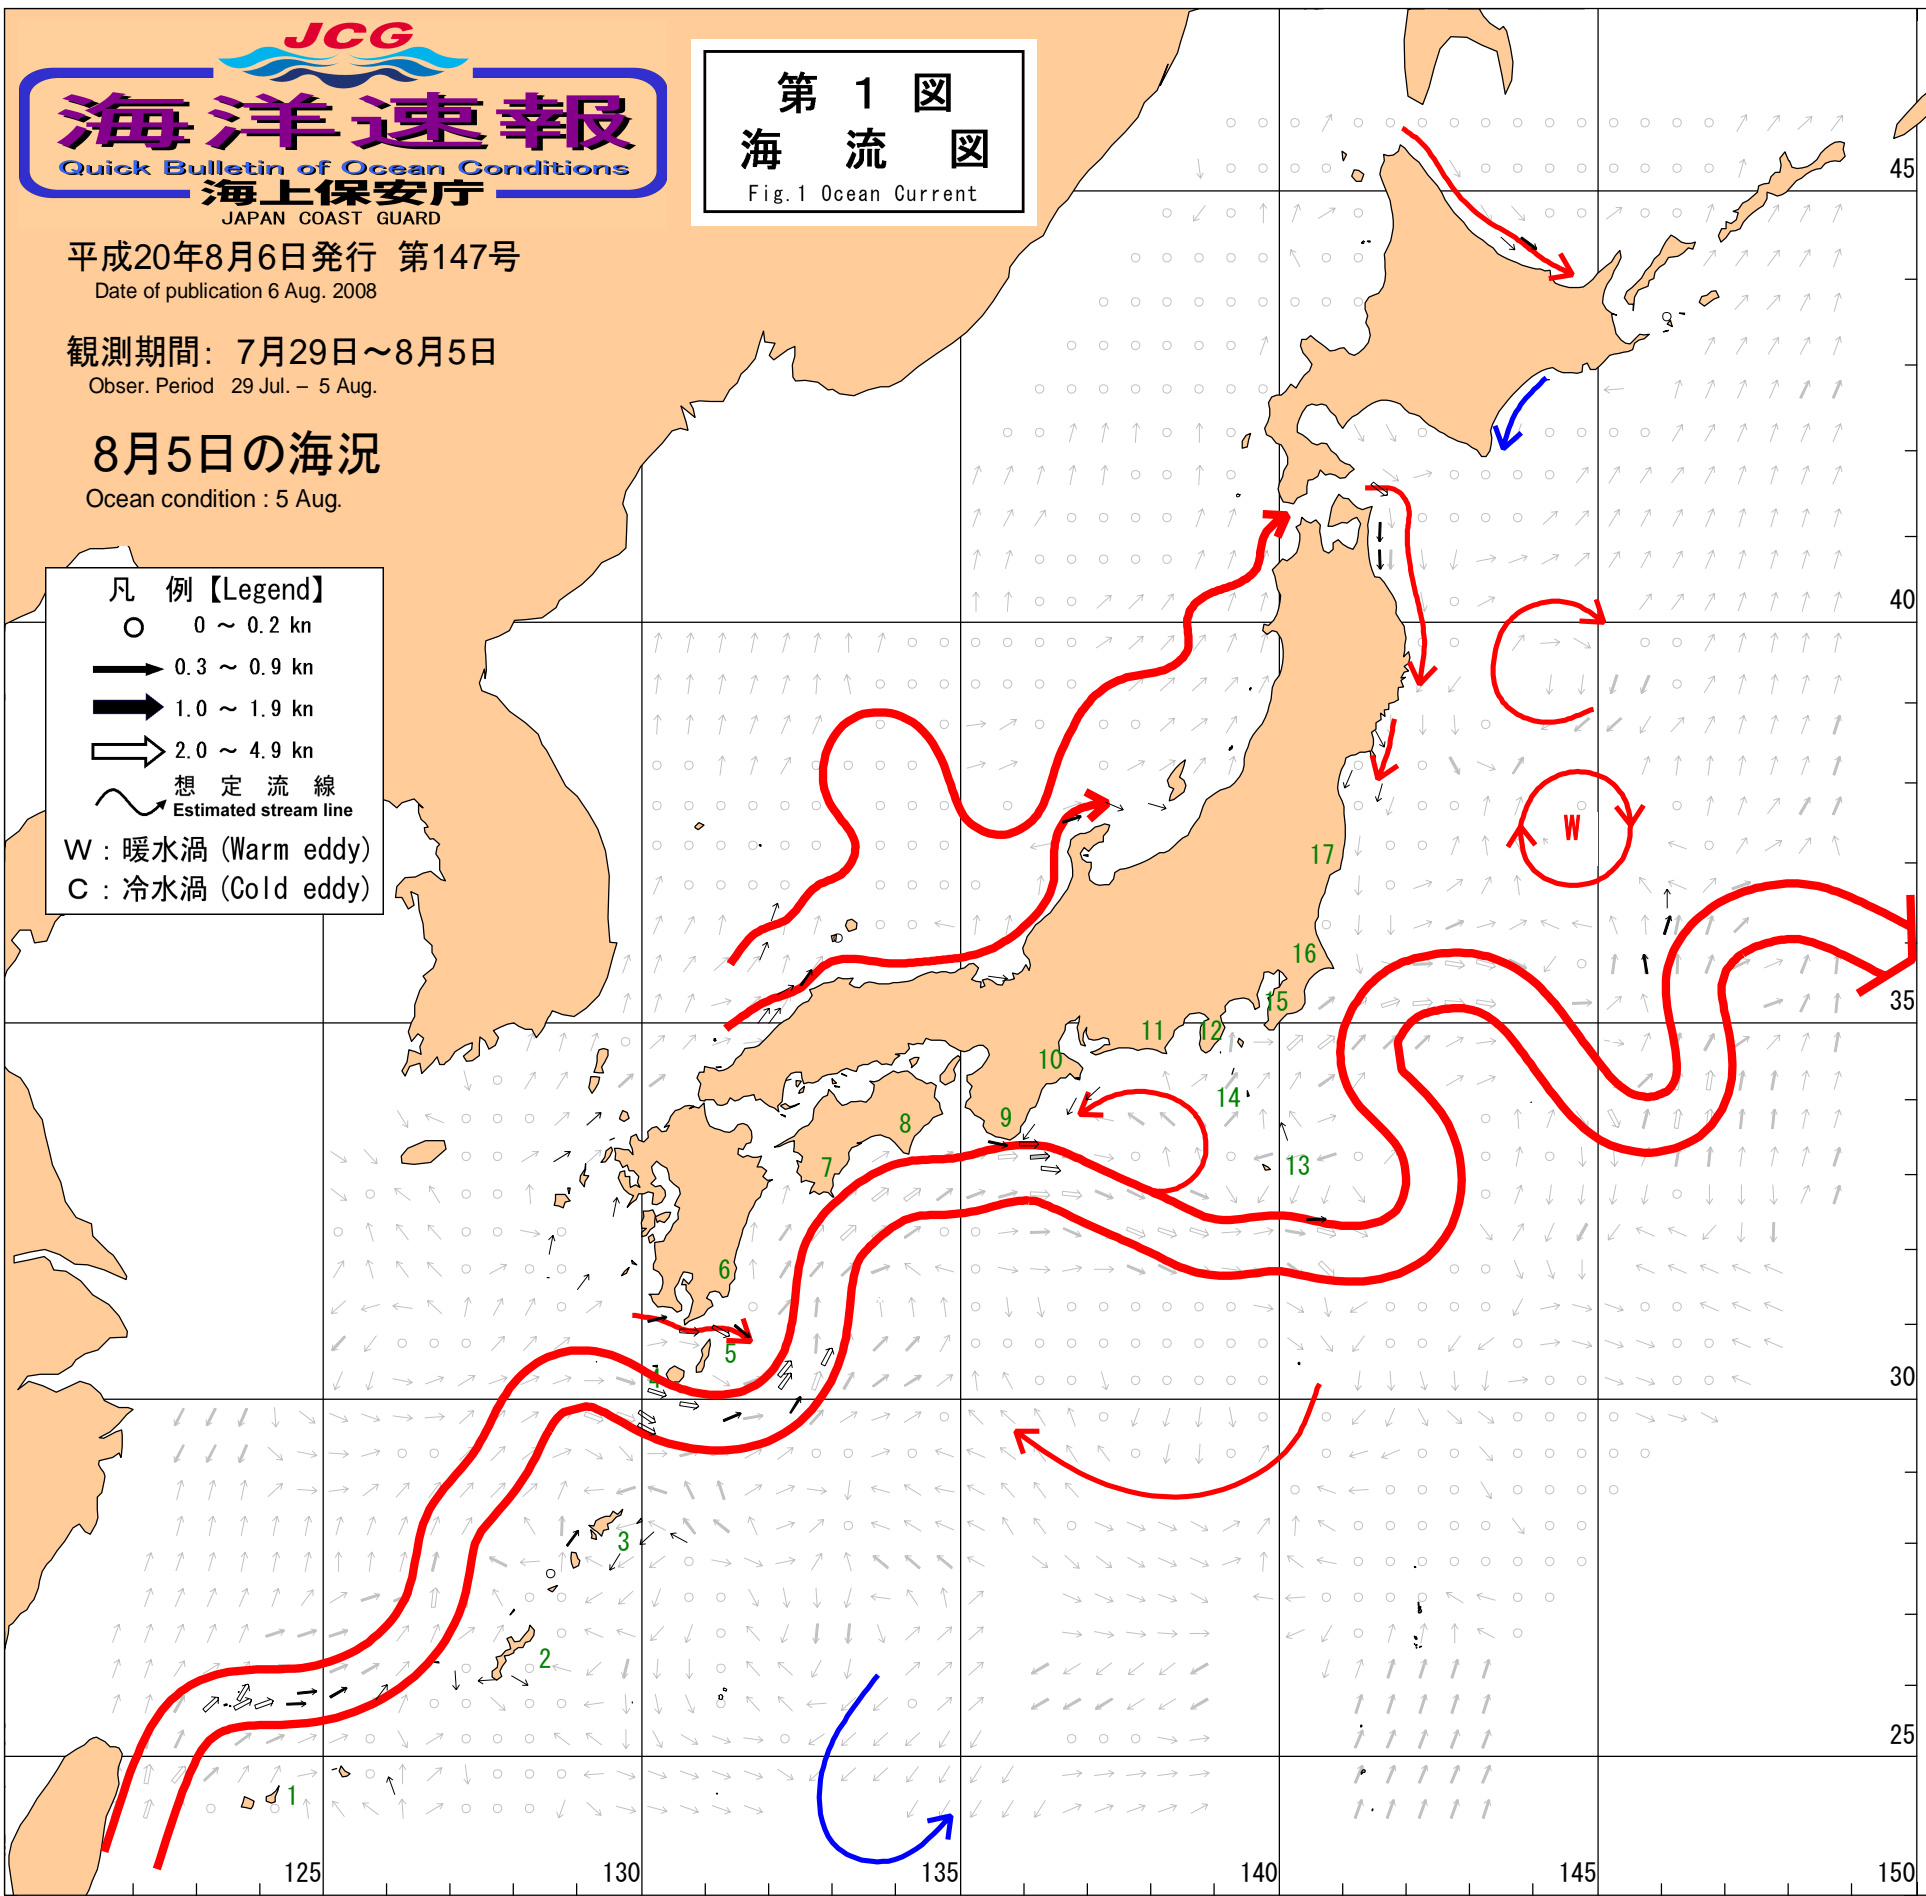 JCG
海洋速報
Quick Bulletin of Ocean Conditions
海上保安庁
JAPAN COAST GUARD
第 1 図
海 流 図
Fig.1 Ocean Current
平成20年8月6日発行 第147号
Date of publication 6 Aug. 2008
観測期間: 7月29日～8月5日
Obser. Period 29 Jul. – 5 Aug.
8月5日の海況
Ocean condition : 5 Aug.
凡 例【Legend】
0 ～ 0.2 kn
0.3 ～ 0.9 kn
1.0 ～ 1.9 kn
2.0 ～ 4.9 kn
想 定 流 線
Estimated stream line
W : 暖水渦 (Warm eddy)
C : 冷水渦 (Cold eddy)
45
40
35
30
25
W
17
16
15
12
11
10
14
9
8
13
7
6
5
4
3
2
1
125
130
135
140
145
150